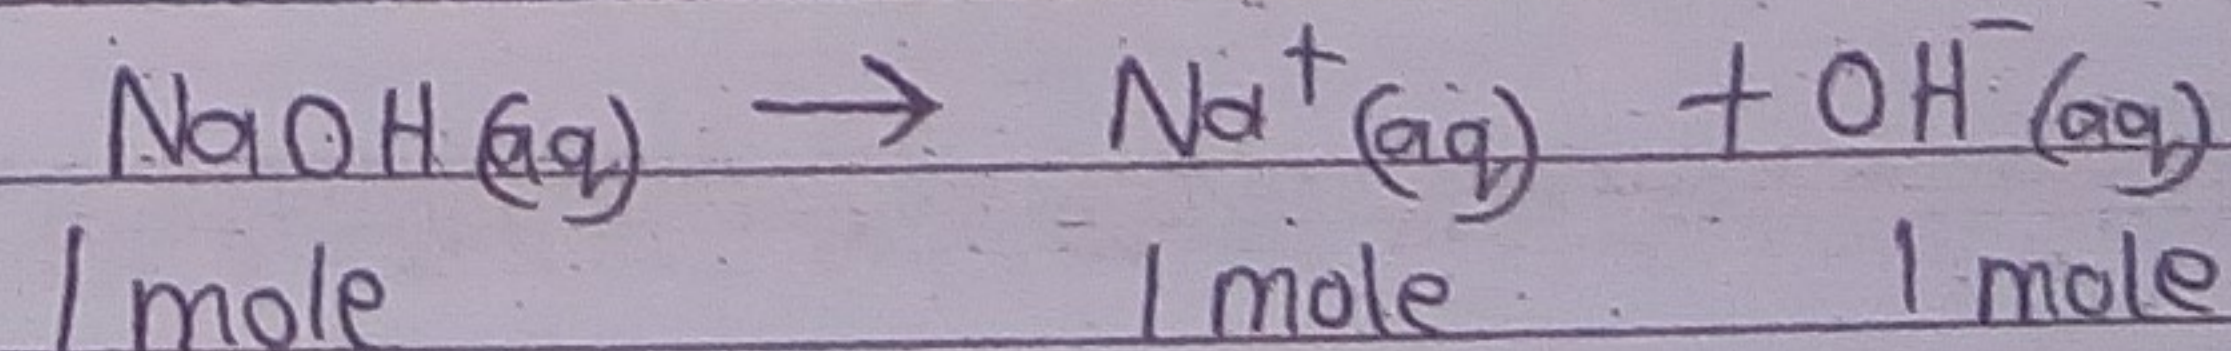 NaOH (aq) → Na⁺ (aq) + OH⁻ (aq)
1 mole 1 mole 1 mole